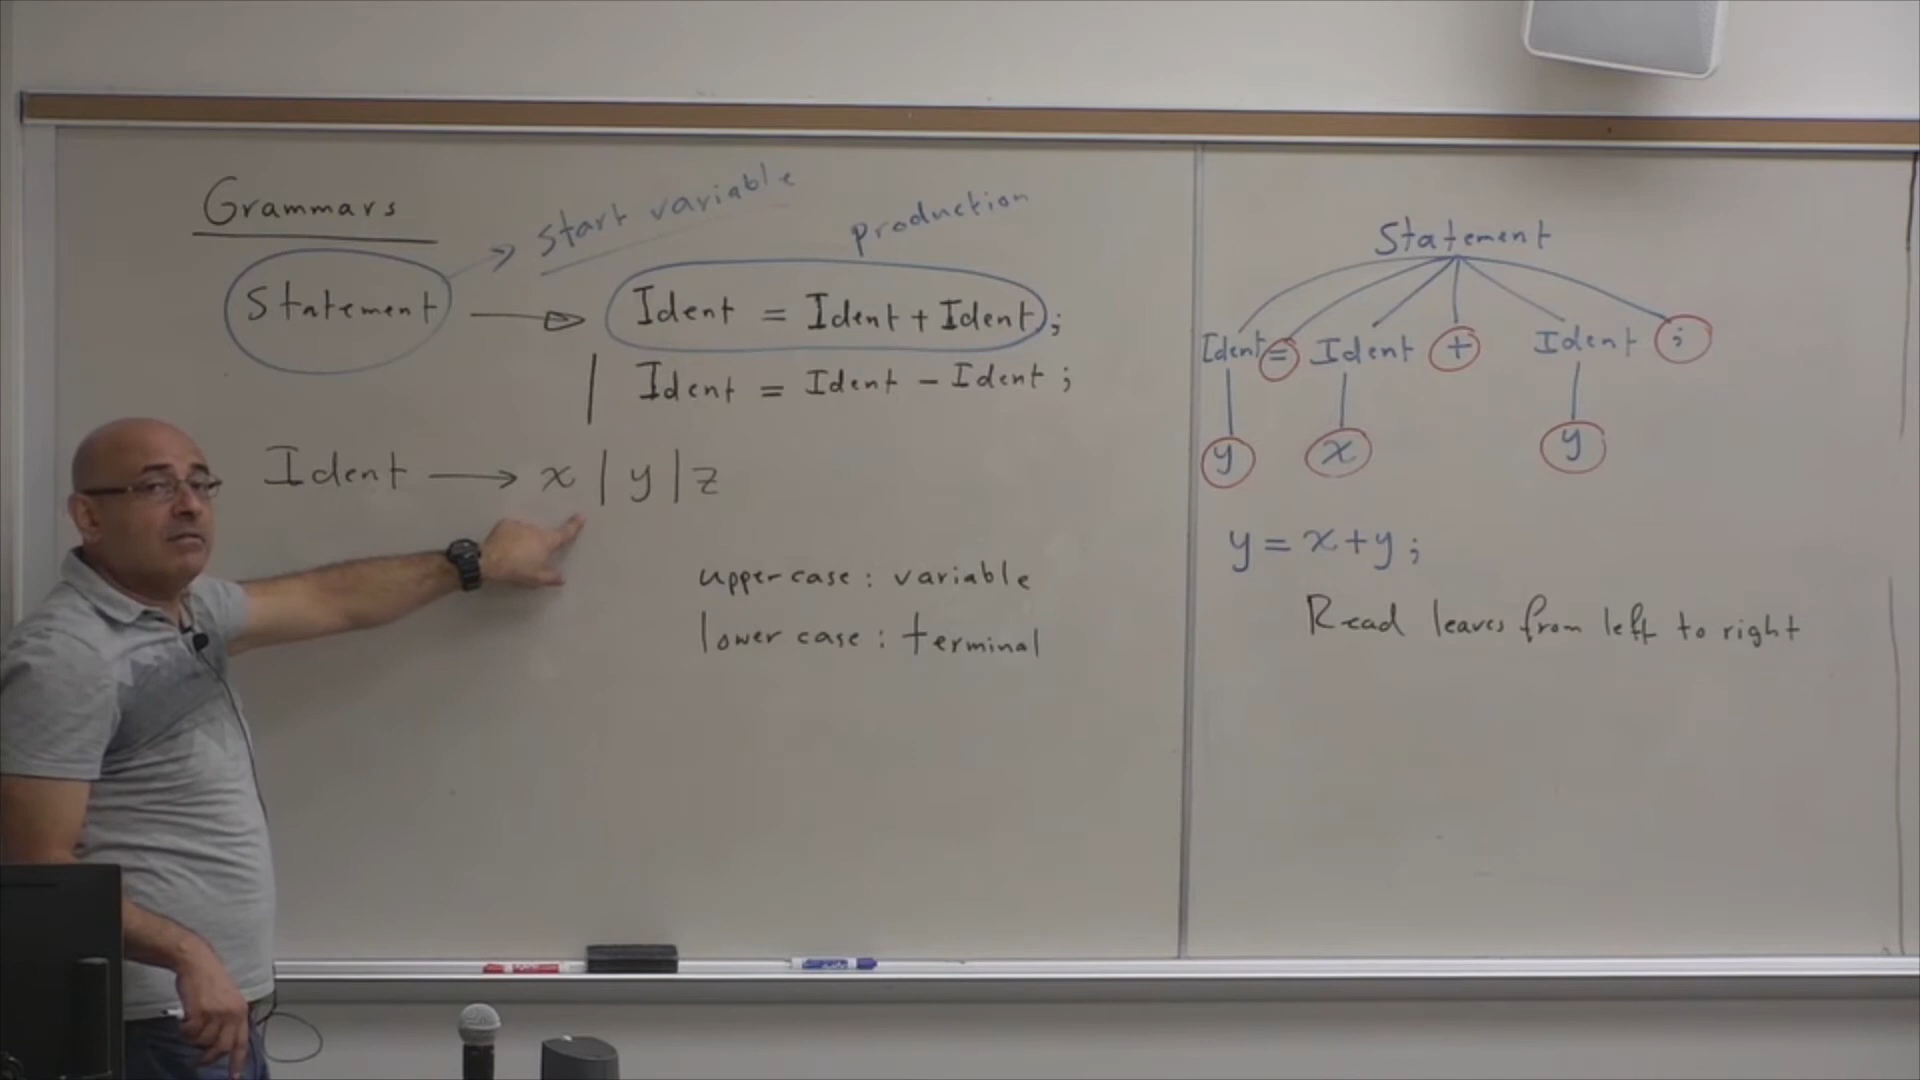 Grammars
start variable
production
Statement → Ident = Ident + Ident ;
| Ident = Ident - Ident ;
Ident → x | y | z
upper case : variable
lower case : terminal
Statement
Ident = Ident + Ident ;
y x y
y = x + y ;
Read leaves from left to right